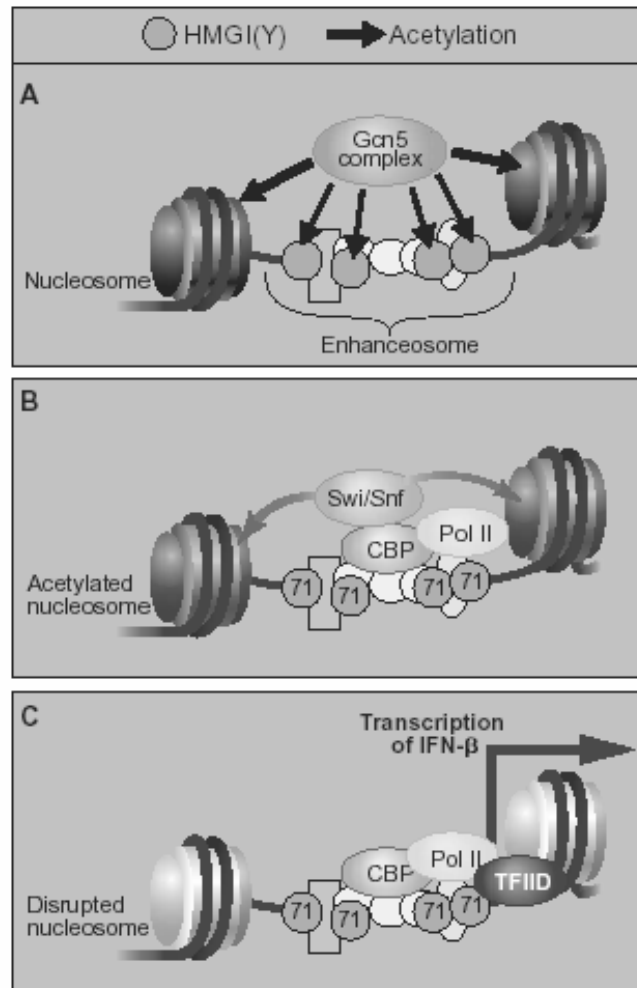 HMGI(Y)
Acetylation
A
Gcn5
complex
Nucleosome
Enhanceosome
B
Swi/Snf
Pol II
CBP
Acetylated
nucleosome
71
71
71
71
C
Transcription
of IFN-β
Pol II
CBP
TFIID
Disrupted
nucleosome
71
71
71
71